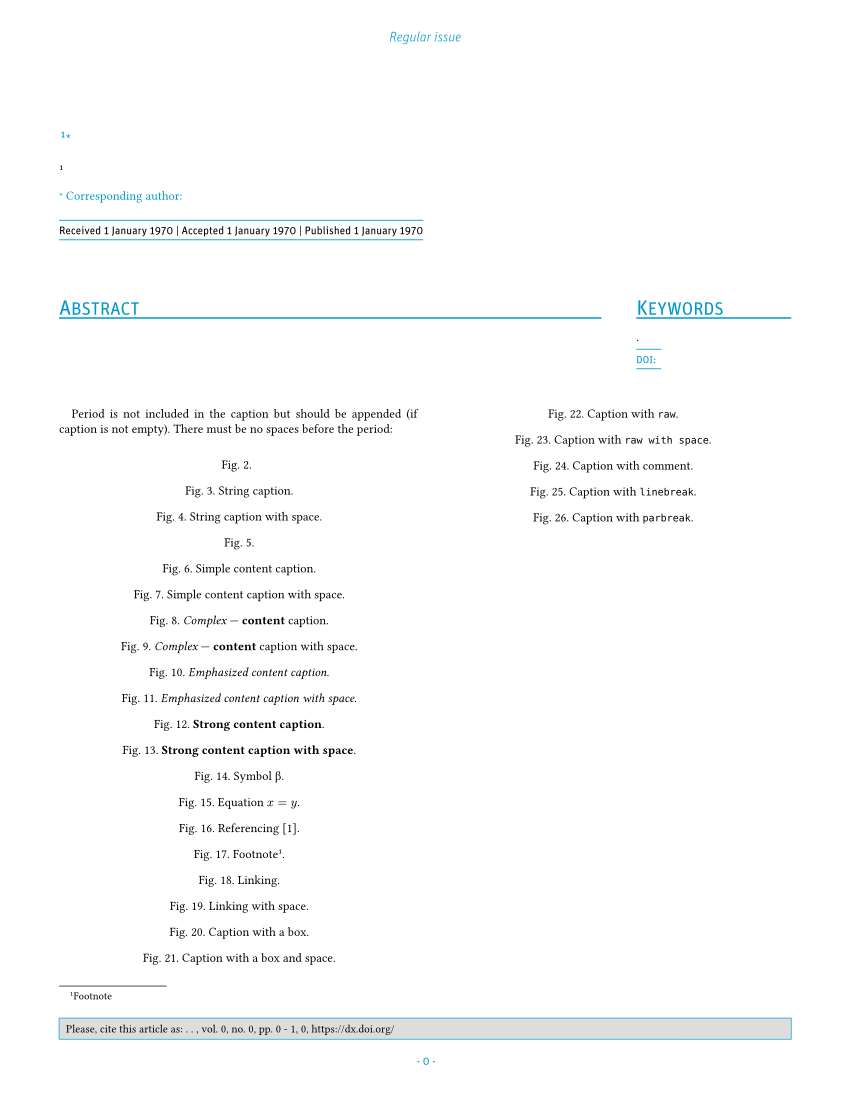 Regular issue
1*
1
* Corresponding author:
Received 1 January 1970 | Accepted 1 January 1970 | Published 1 January 1970
ABSTRACT
KEYWORDS
.
DOI:
Period is not included in the caption but should be appended (if
caption is not empty). There must be no spaces before the period:
Fig. 2.
Fig. 3. String caption.
Fig. 4. String caption with space.
Fig. 5.
Fig. 6. Simple content caption.
Fig. 7. Simple content caption with space.
Fig. 8. Complex — content caption.
Fig. 9. Complex — content caption with space.
Fig. 10. Emphasized content caption.
Fig. 11. Emphasized content caption with space.
Fig. 12. Strong content caption.
Fig. 13. Strong content caption with space.
Fig. 14. Symbol β.
Fig. 15. Equation x = y.
Fig. 16. Referencing [1].
Fig. 17. Footnote¹.
Fig. 18. Linking.
Fig. 19. Linking with space.
Fig. 20. Caption with a box.
Fig. 21. Caption with a box and space.
¹Footnote
Fig. 22. Caption with raw.
Fig. 23. Caption with raw with space.
Fig. 24. Caption with comment.
Fig. 25. Caption with linebreak.
Fig. 26. Caption with parbreak.
Please, cite this article as: . . , vol. 0, no. 0, pp. 0 - 1, 0, https://dx.doi.org/
- 0 -